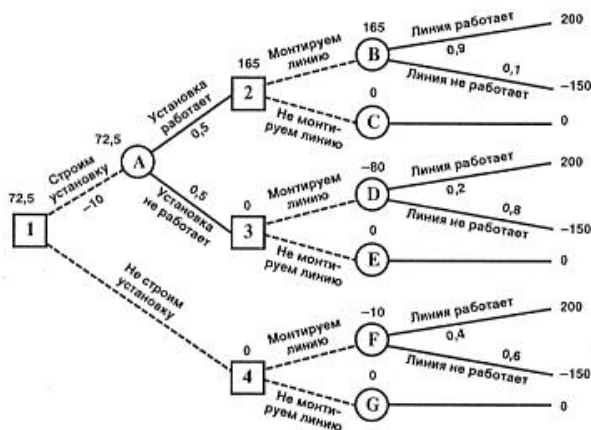 72,5
1
Строим
установку
–10
72,5
A
Установка
работает
0,5
0,5
Установка
не работает
Не строим
установку
165
2
Монтируем
линию
Не монти-
руем линию
165
B
Линия работает
0,9
200
0,1
Линия не работает
–150
0
C
0
0
3
Монтируем
линию
Не монти-
руем линию
–80
D
Линия работает
0,2
200
0,8
Линия не работает
–150
0
E
0
0
4
Монтируем
линию
Не монти-
руем линию
–10
F
Линия работает
0,4
200
0,6
Линия не работает
–150
0
G
0